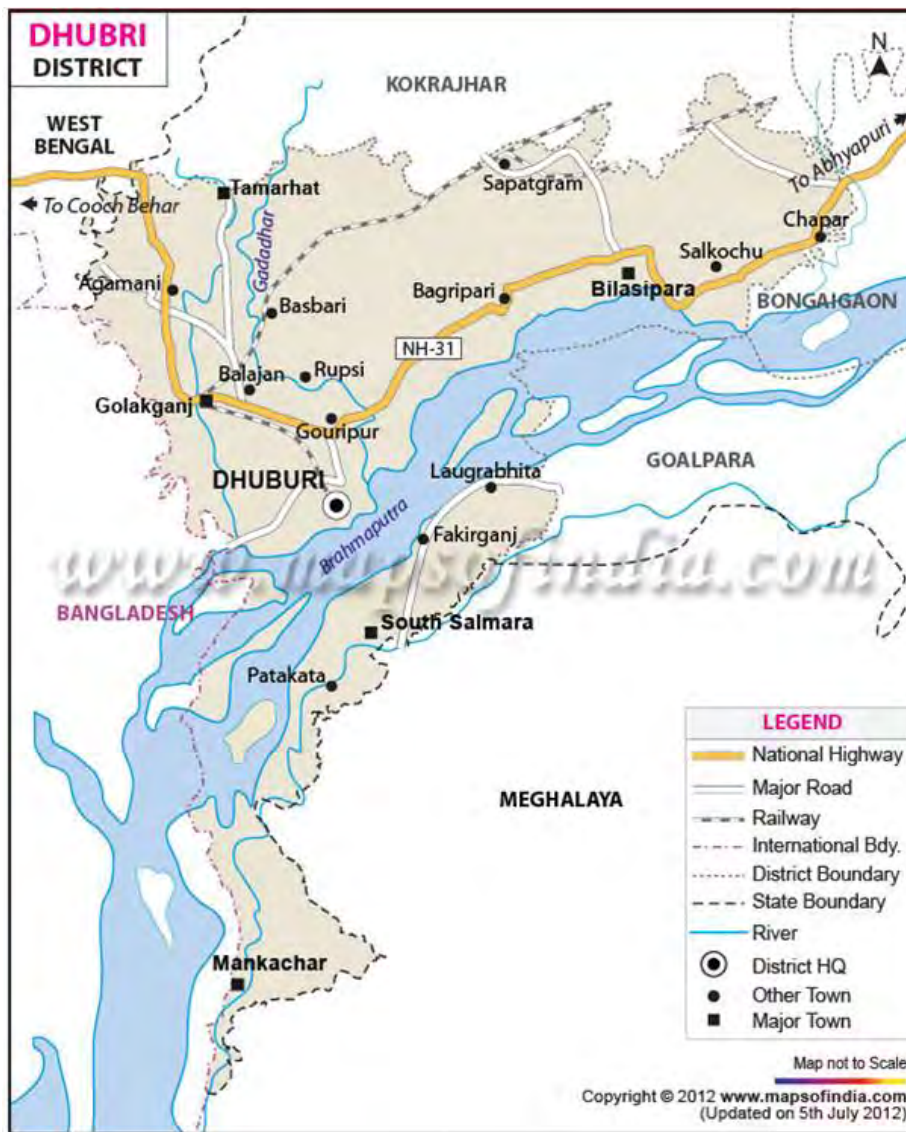 DHUBRI
DISTRICT
N
KOKRAJHAR
WEST
BENGAL
To Abhyapuri
Sapatgram
Tamarhat
To Cooch Behar
Chapar
Gadadhar
Salkochu
Agamani
Bilasipara
Bagripari
BONGAIGAON
Basbari
NH-31
Rupsi
Balajan
Golakganj
Gouripur
GOALPARA
Laugrabhita
DHUBURI
Brahmaputra
Fakirganj
www.mapsofindia.com
BANGLADESH
South Salmara
Patakata
LEGEND
National Highway
Major Road
Railway
International Bdy.
District Boundary
State Boundary
River
District HQ
Other Town
Major Town
MEGHALAYA
Mankachar
Map not to Scale
Copyright © 2012 www.mapsofindia.com
(Updated on 5th July 2012)